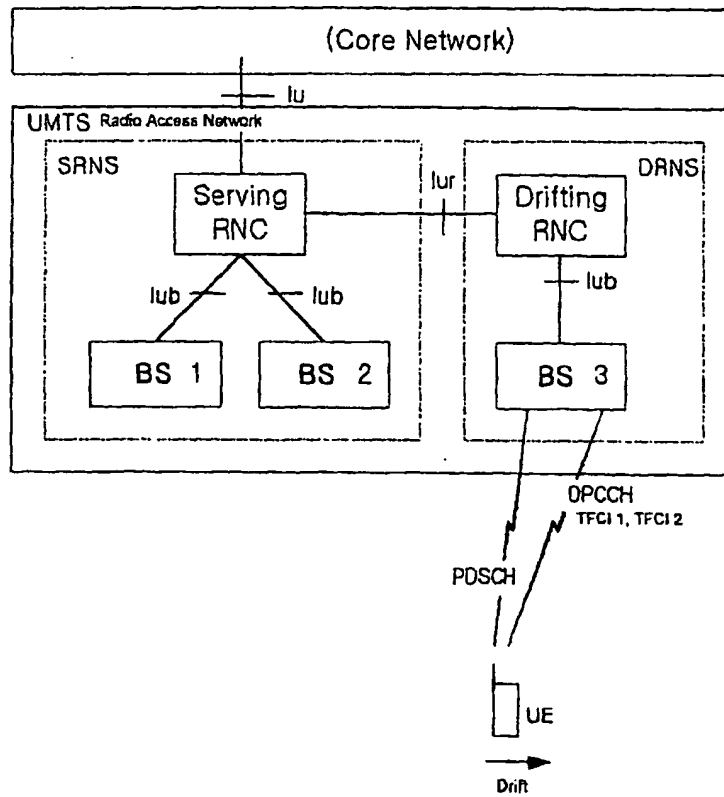 (Core Network)
Iu
UMTS Radio Access Network
SRNS
DRNS
Serving
RNC
Iur
Drifting
RNC
Iub
Iub
Iub
BS 1
BS 2
BS 3
DPCCH
TFCI 1, TFCI 2
PDSCH
UE
Drift